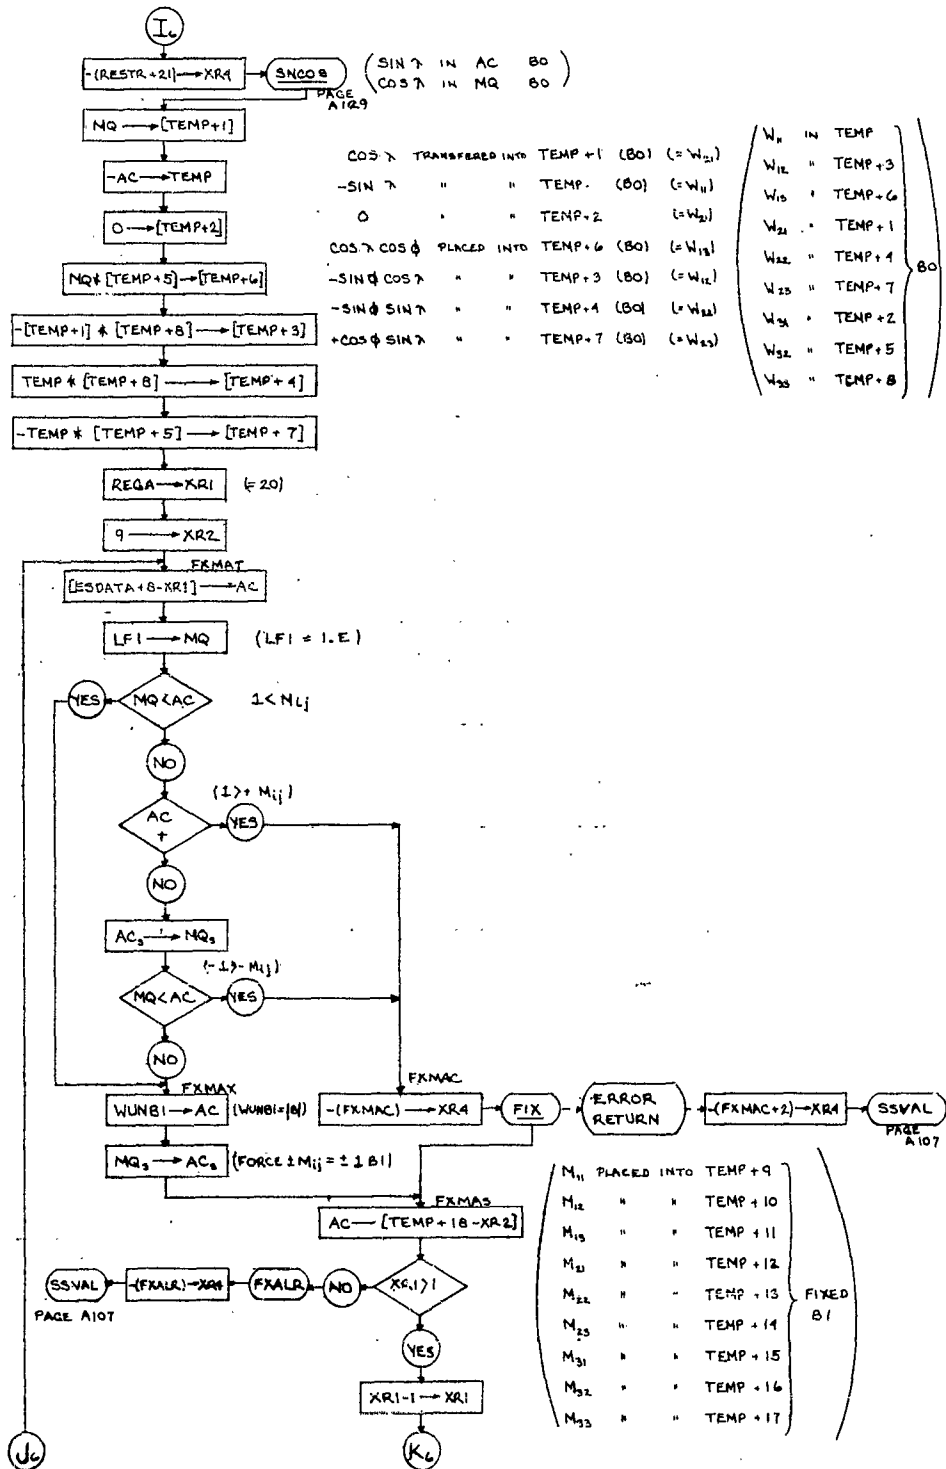 I6
-(RESTR+21)→XR4
SNCOS
(SIN λ IN AC B0
COS λ IN MQ B0)
PAGE A129
MQ → [TEMP+1]
-AC → TEMP
0 → [TEMP+2]
MQ * [TEMP+5] → [TEMP+6]
-[TEMP+1] * [TEMP+8] → [TEMP+3]
TEMP * [TEMP+8] → [TEMP+4]
-TEMP * [TEMP+5] → [TEMP+7]
COS λ TRANSFERED INTO TEMP+1 (B0) (=W21)
-SIN λ " " TEMP. (B0) (=W11)
0 " " TEMP+2 (=W21)
COS λ COS φ PLACED INTO TEMP+6 (B0) (=W13)
-SIN φ COS λ " " TEMP+3 (B0) (=W12)
-SIN φ SIN λ " " TEMP+4 (B0) (=W22)
+COS φ SIN λ " " TEMP+7 (B0) (=W23)
W11 IN TEMP
W12 " TEMP+3
W13 " TEMP+6
W21 " TEMP+1
W22 " TEMP+4
W23 " TEMP+7
W31 " TEMP+2
W32 " TEMP+5
W33 " TEMP+8
B0
REGA → XR1 (=20)
9 → XR2
FXMAT
[ESDATA+8-XR1] → AC
LF1 → MQ (LF1 = 1.E)
YES
MQ<AC 1<Mij
NO
(1>+Mij)
AC +
YES
NO
ACs → MQs
(-1>-Mij)
MQ<AC
YES
NO
FXMAX
WUNB1 → AC (WUNB1=|B1)
MQs → ACs (FORCE ±Mij = ±1 B1)
FXMAC
-(FXMAC) → XR4
FIX
ERROR RETURN
-(FXMAC+2)→XR4
SSVAL
PAGE A107
FXMAS
AC — [TEMP+18-XR2]
XR1>1
NO
FXALR
-(FXALR)→XR4
SSVAL
PAGE A107
YES
XR1-1 → XR1
M11 PLACED INTO TEMP+9
M12 " " TEMP+10
M13 " " TEMP+11
M21 " " TEMP+12
M22 " " TEMP+13
M23 " " TEMP+14
M31 " " TEMP+15
M32 " " TEMP+16
M33 " " TEMP+17
FIXED B1
J6
K6